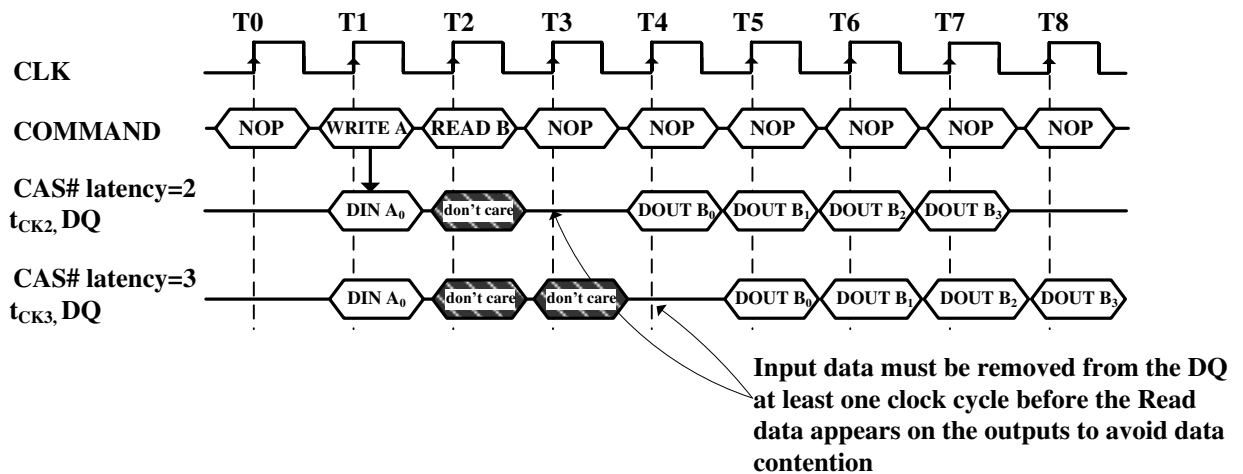 T0 T1 T2 T3 T4 T5 T6 T7 T8
CLK
COMMAND NOP WRITE A READ B NOP NOP NOP NOP NOP NOP
CAS# latency=2
tCK2, DQ DIN A0 don't care DOUT B0 DOUT B1 DOUT B2 DOUT B3
CAS# latency=3
tCK3, DQ DIN A0 don't care don't care DOUT B0 DOUT B1 DOUT B2 DOUT B3
Input data must be removed from the DQ
at least one clock cycle before the Read
data appears on the outputs to avoid data
contention